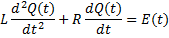 L d²Q(t)/dt² + R dQ(t)/dt = E(t)